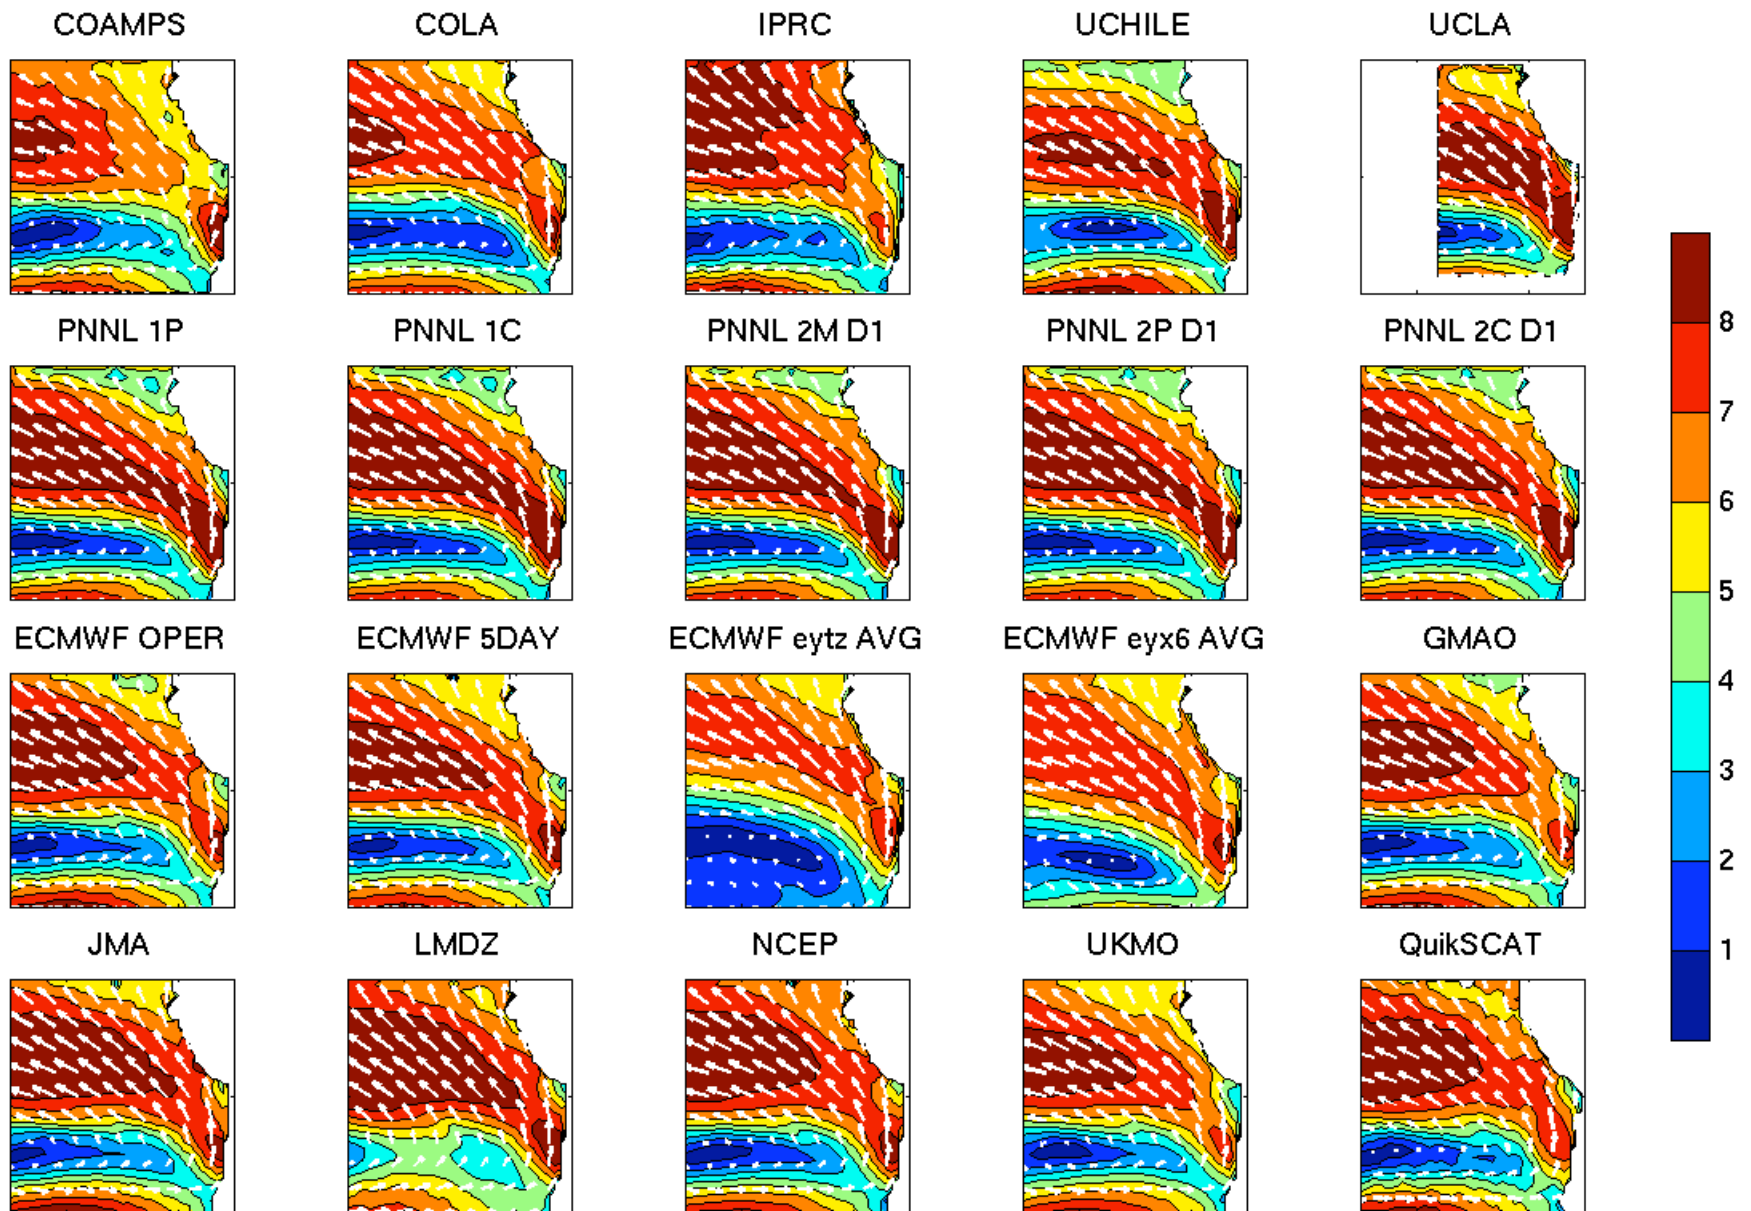 COAMPS COLA IPRC UCHILE UCLA
PNNL 1P PNNL 1C PNNL 2M D1 PNNL 2P D1 PNNL 2C D1
ECMWF OPER ECMWF 5DAY ECMWF eytz AVG ECMWF eyx6 AVG GMAO
JMA LMDZ NCEP UKMO QuikSCAT
8
7
6
5
4
3
2
1